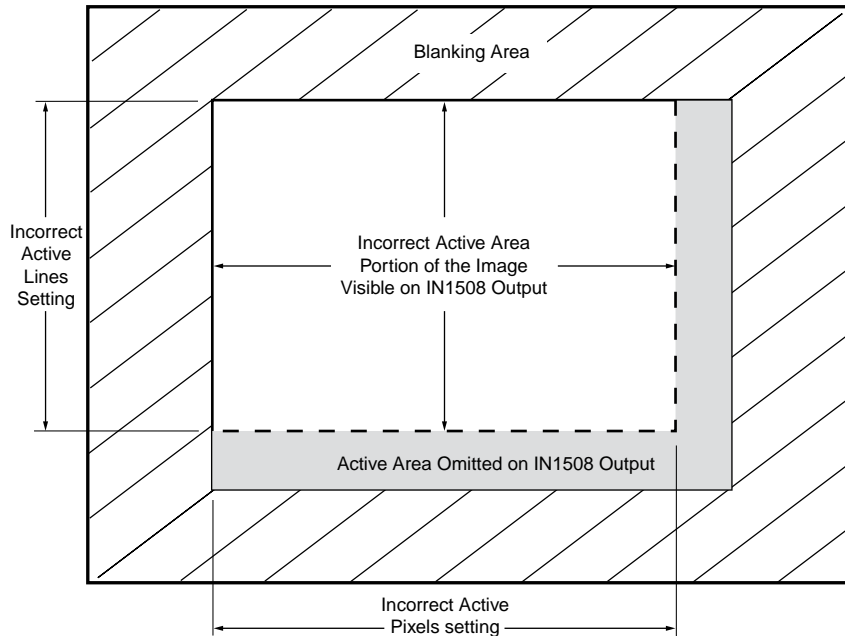 Blanking Area
Incorrect
Active
Lines
Setting
Incorrect Active Area
Portion of the Image
Visible on IN1508 Output
Active Area Omitted on IN1508 Output
Incorrect Active
Pixels setting